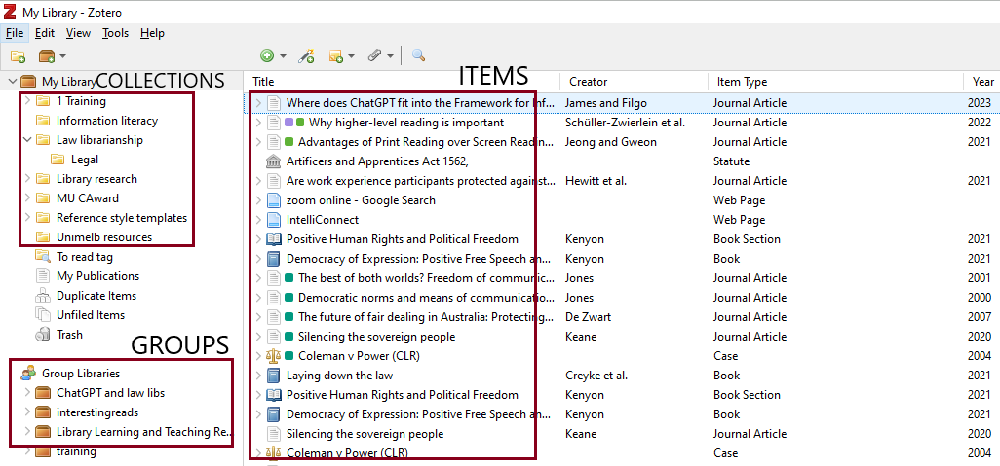 My Library - Zotero
File Edit View Tools Help
My Library
COLLECTIONS
1 Training
Information literacy
Law librarianship
Legal
Library research
MU CAward
Reference style templates
Unimelb resources
To read tag
My Publications
Duplicate Items
Unfiled Items
Trash
GROUPS
Group Libraries
ChatGPT and law libs
interestingreads
Library Learning and Teaching Re...
training
ITEMS
Title Creator Item Type Year
Where does ChatGPT fit into the Framework for Inf... James and Filgo Journal Article 2023
Why higher-level reading is important Schüller-Zwierlein et al. Journal Article 2022
Advantages of Print Reading over Screen Readin... Jeong and Gweon Journal Article 2021
Artificers and Apprentices Act 1562, Statute
Are work experience participants protected against... Hewitt et al. Journal Article 2021
zoom online - Google Search Web Page
IntelliConnect Web Page
Positive Human Rights and Political Freedom Kenyon Book Section 2021
Democracy of Expression: Positive Free Speech an... Kenyon Book 2021
The best of both worlds? Freedom of communic... Jones Journal Article 2001
Democratic norms and means of communicatio... Jones Journal Article 2000
The future of fair dealing in Australia: Protecting... De Zwart Journal Article 2007
Silencing the sovereign people Keane Journal Article 2020
Coleman v Power (CLR) Case 2004
Laying down the law Creyke et al. Book 2021
Positive Human Rights and Political Freedom Kenyon Book Section 2021
Democracy of Expression: Positive Free Speech an... Kenyon Book 2021
Silencing the sovereign people Keane Journal Article 2020
Coleman v Power (CLR) Case 2004